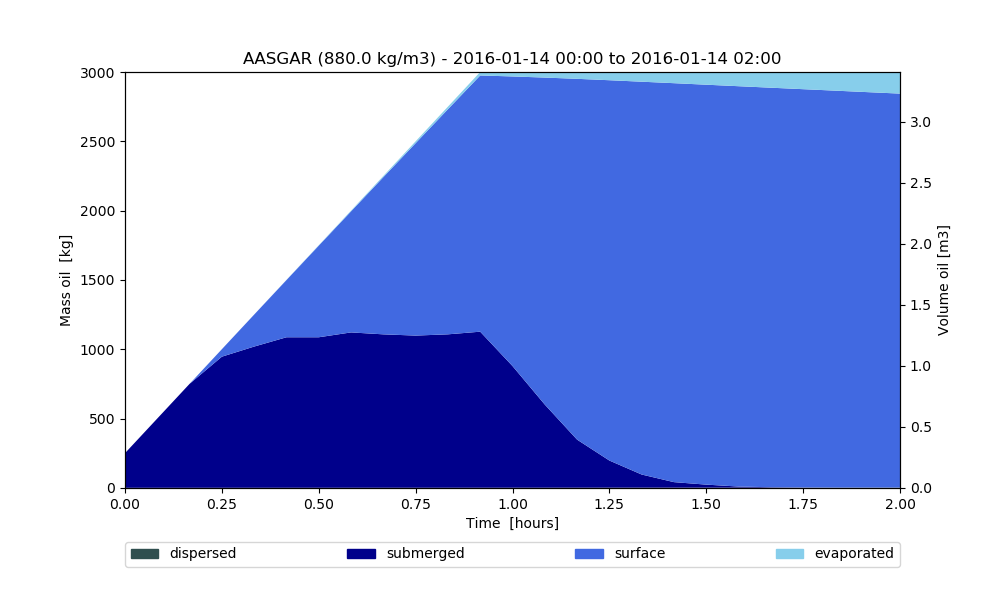 AASGAR (880.0 kg/m3) - 2016-01-14 00:00 to 2016-01-14 02:00
Mass oil [kg]
3000
2500
2000
1500
1000
500
0
3.0
2.5
2.0
1.5
1.0
0.5
0.0
Volume oil [m3]
0.00 0.25 0.50 0.75 1.00 1.25 1.50 1.75 2.00
Time [hours]
dispersed submerged surface evaporated